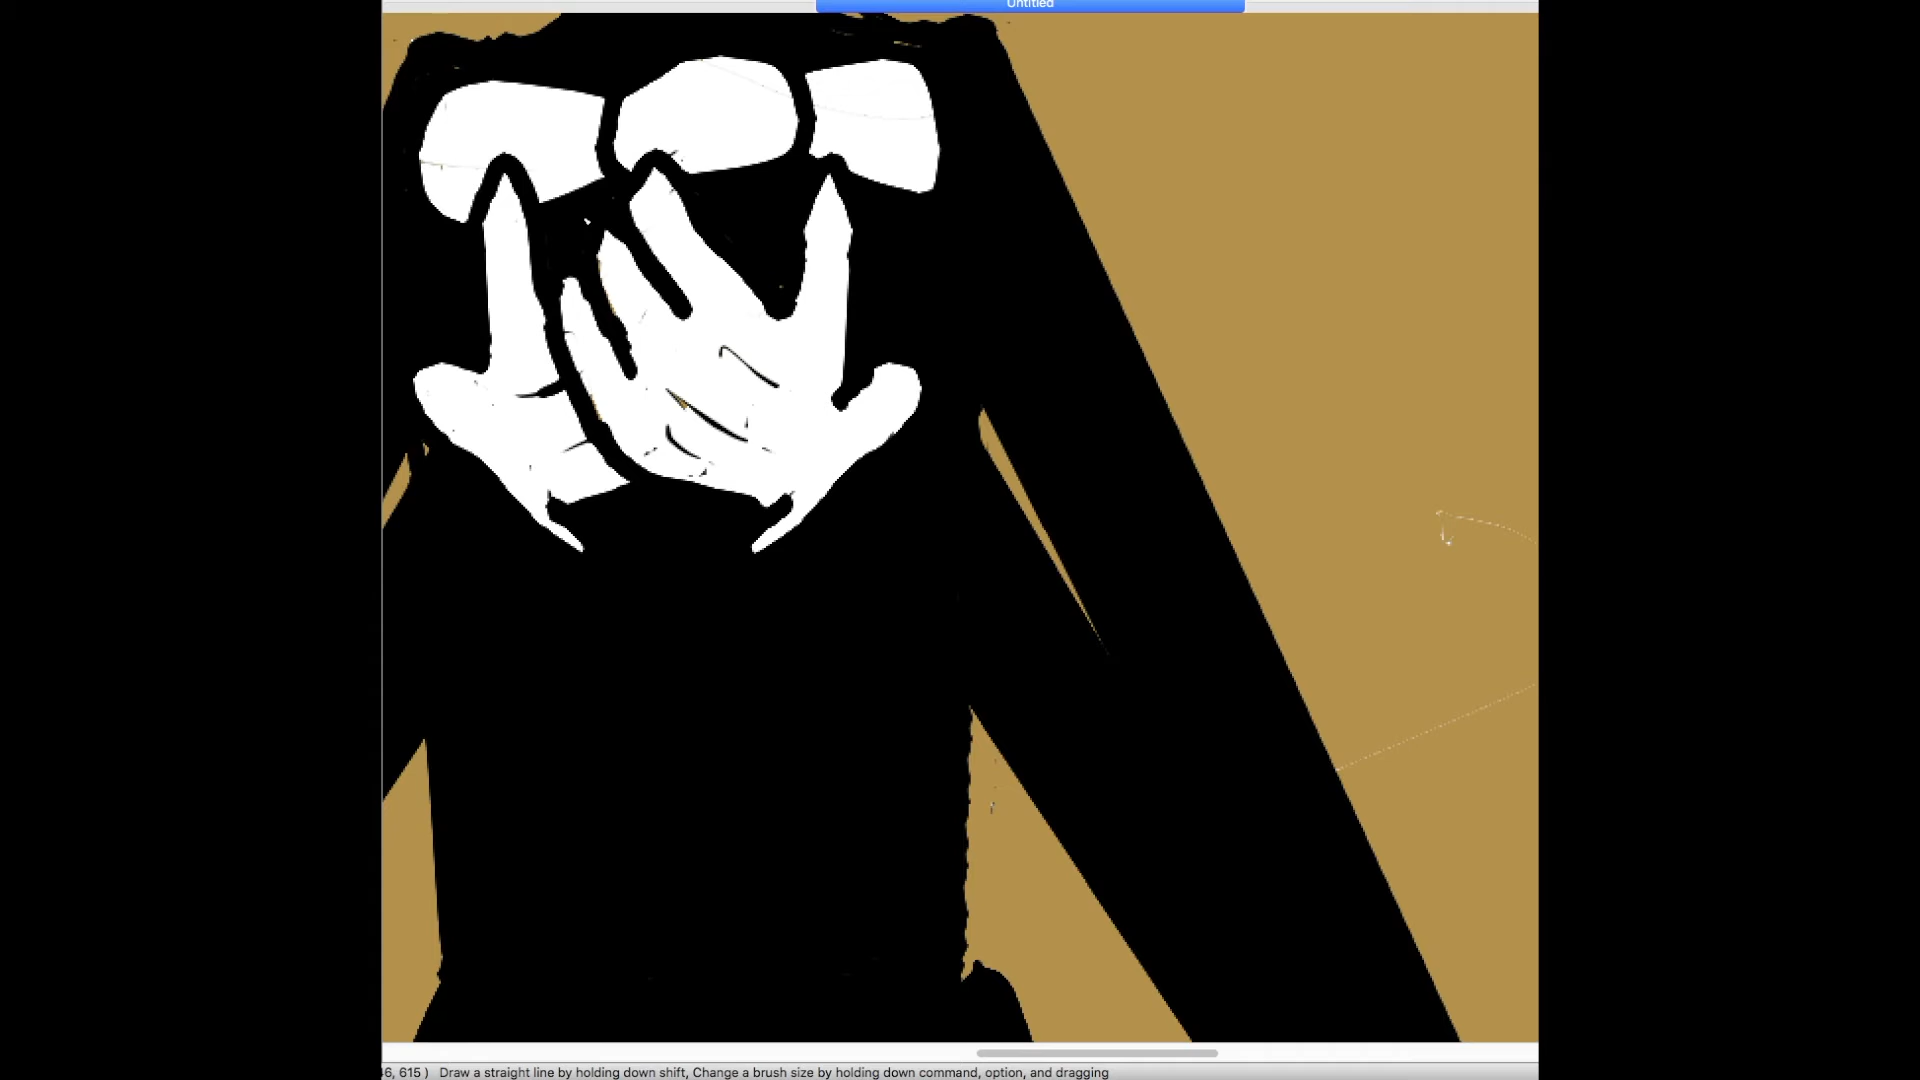 Untitled
6, 615 ) Draw a straight line by holding down shift, Change a brush size by holding down command, option, and dragging